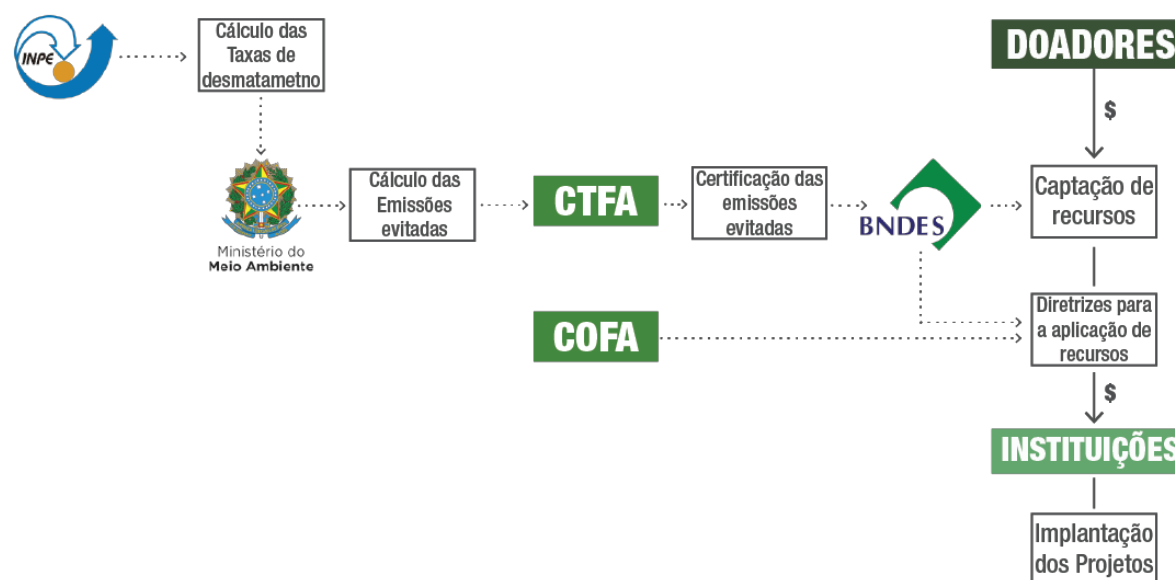 INPE
Cálculo das
Taxas de
desmatametno
DOADORES
$
Ministério do
Meio Ambiente
Cálculo das
Emissões
evitadas
CTFA
Certificação das
emissões
evitadas
BNDES
Captação de
recursos
COFA
Diretrizes para
a aplicação de
recursos
$
INSTITUIÇÕES
Implantação
dos Projetos